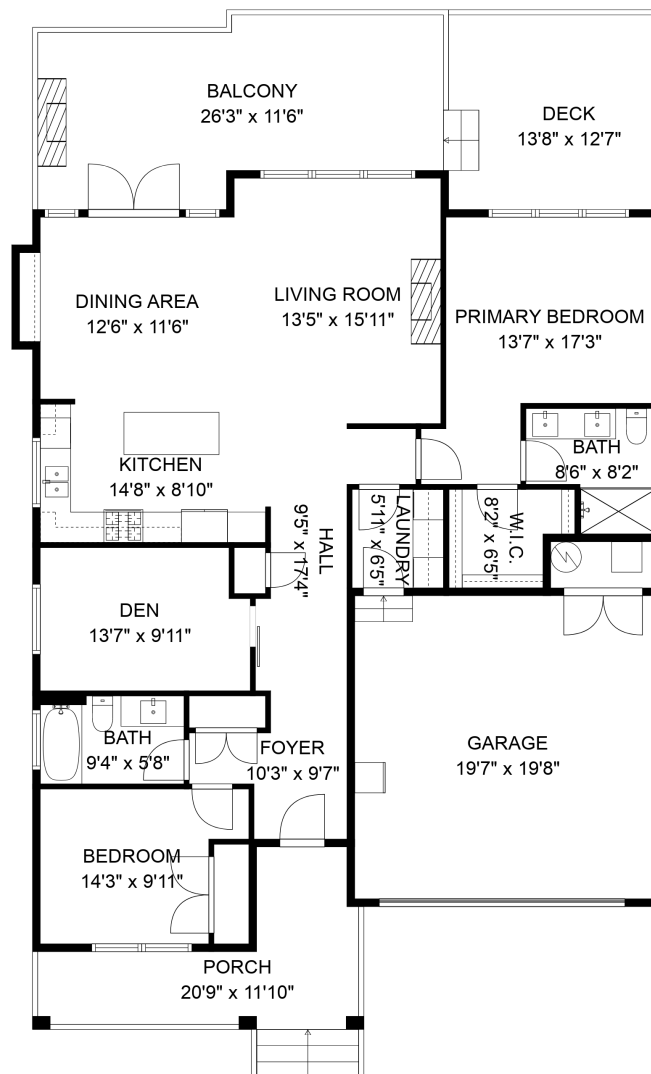 BALCONY
26'3" x 11'6"
DECK
13'8" x 12'7"
DINING AREA
12'6" x 11'6"
LIVING ROOM
13'5" x 15'11"
PRIMARY BEDROOM
13'7" x 17'3"
KITCHEN
14'8" x 8'10"
BATH
8'6" x 8'2"
HALL
9'5" x 17'4"
LAUNDRY
5'11" x 6'5"
W.I.C.
8'2" x 6'5"
DEN
13'7" x 9'11"
BATH
9'4" x 5'8"
FOYER
10'3" x 9'7"
GARAGE
19'7" x 19'8"
BEDROOM
14'3" x 9'11"
PORCH
20'9" x 11'10"